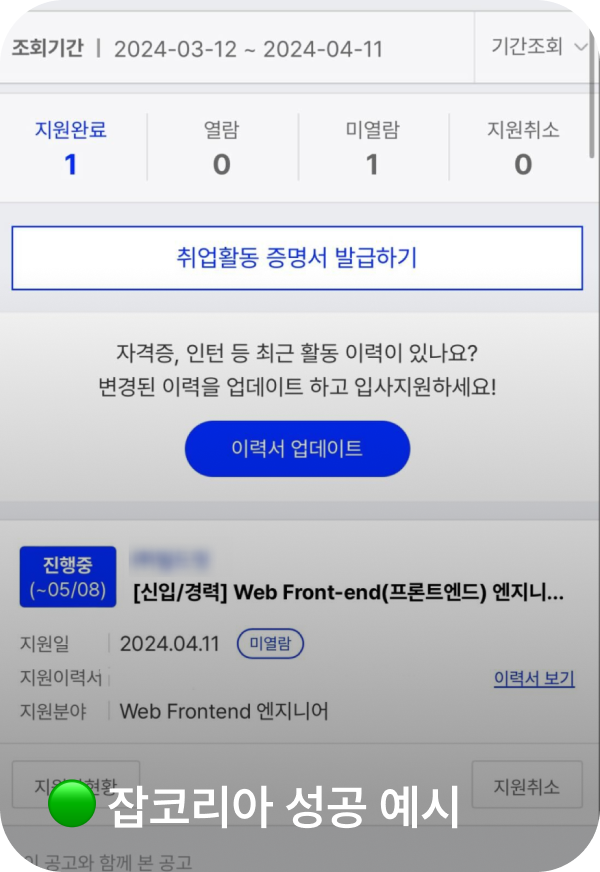 조회기간 | 2024-03-12 ~ 2024-04-11 기간조회
지원완료 열람 미열람 지원취소
1 0 1 0
취업활동 증명서 발급하기
자격증, 인턴 등 최근 활동 이력이 있나요?
변경된 이력을 업데이트 하고 입사지원하세요!
이력서 업데이트
진행중
(~05/08)
[신입/경력] Web Front-end(프론트엔드) 엔지니...
지원일 2024.04.11 미열람
지원이력서 이력서 보기
지원분야 Web Frontend 엔지니어
지원취소
잡코리아 성공 예시
이 공고와 함께 본 공고